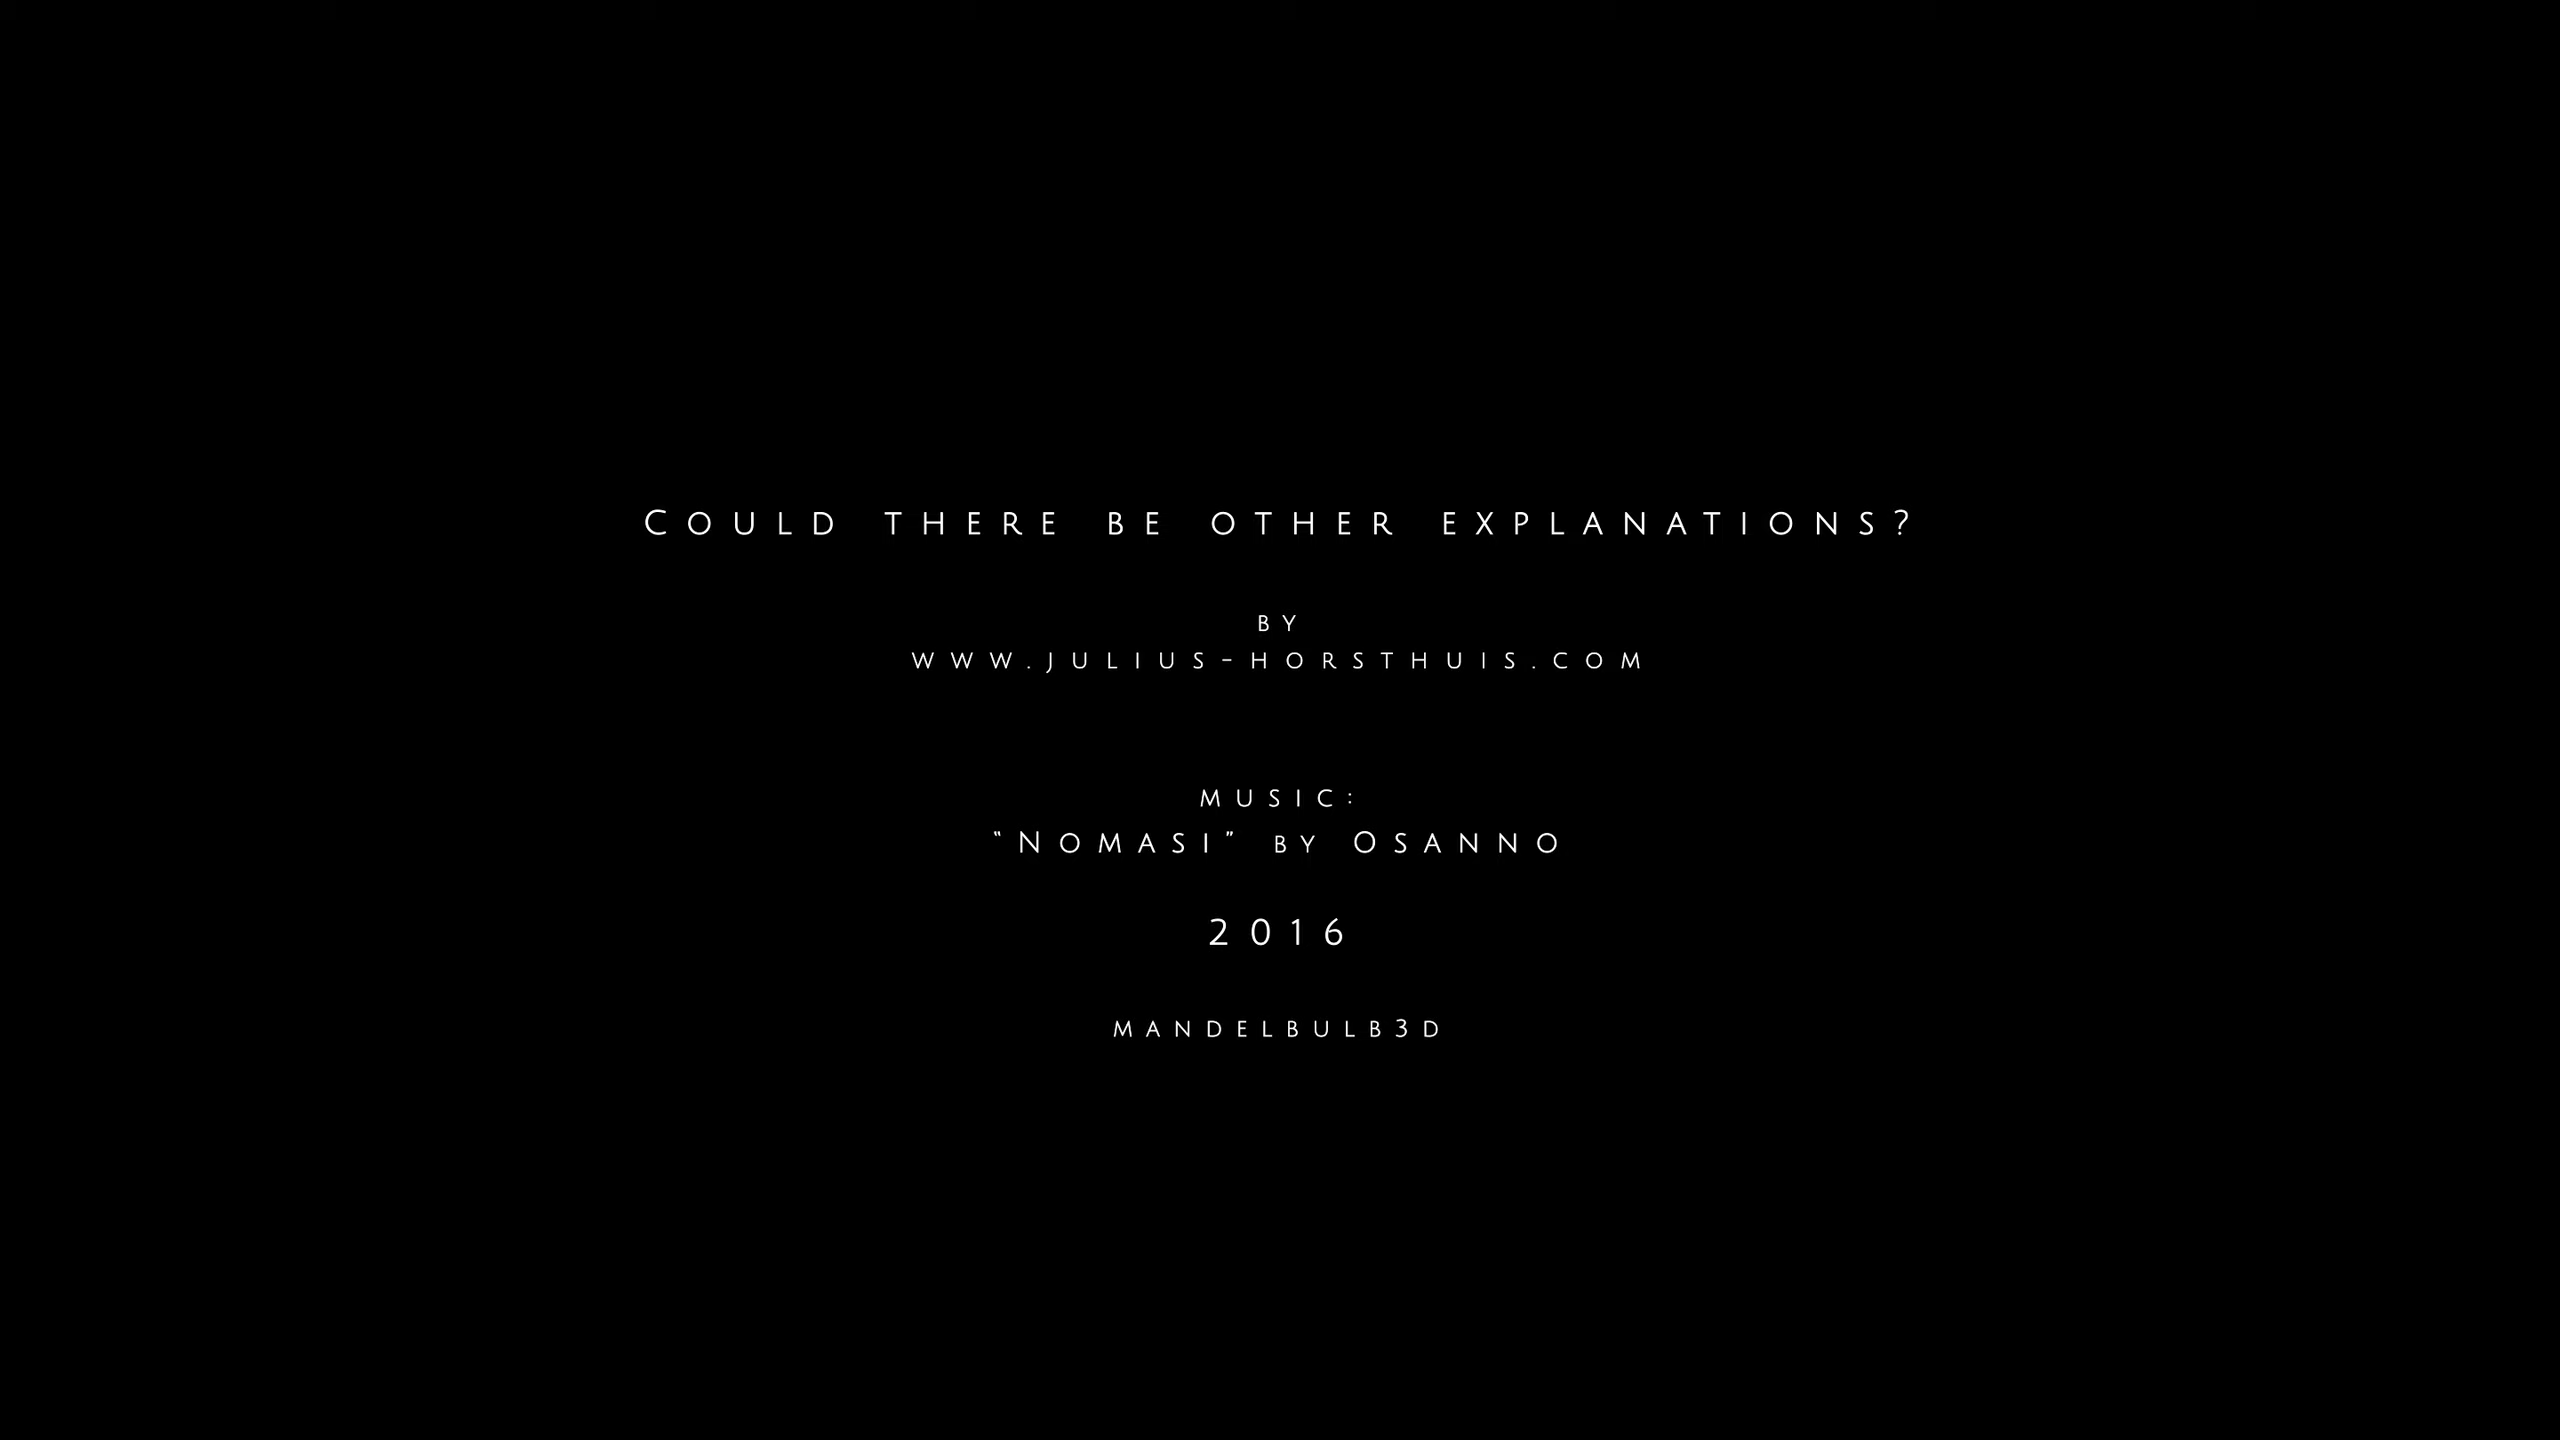 Could there be other explanations?
by
www.julius-horsthuis.com
music:
“Nomasi” by Osanno
2016
mandelbulb3d